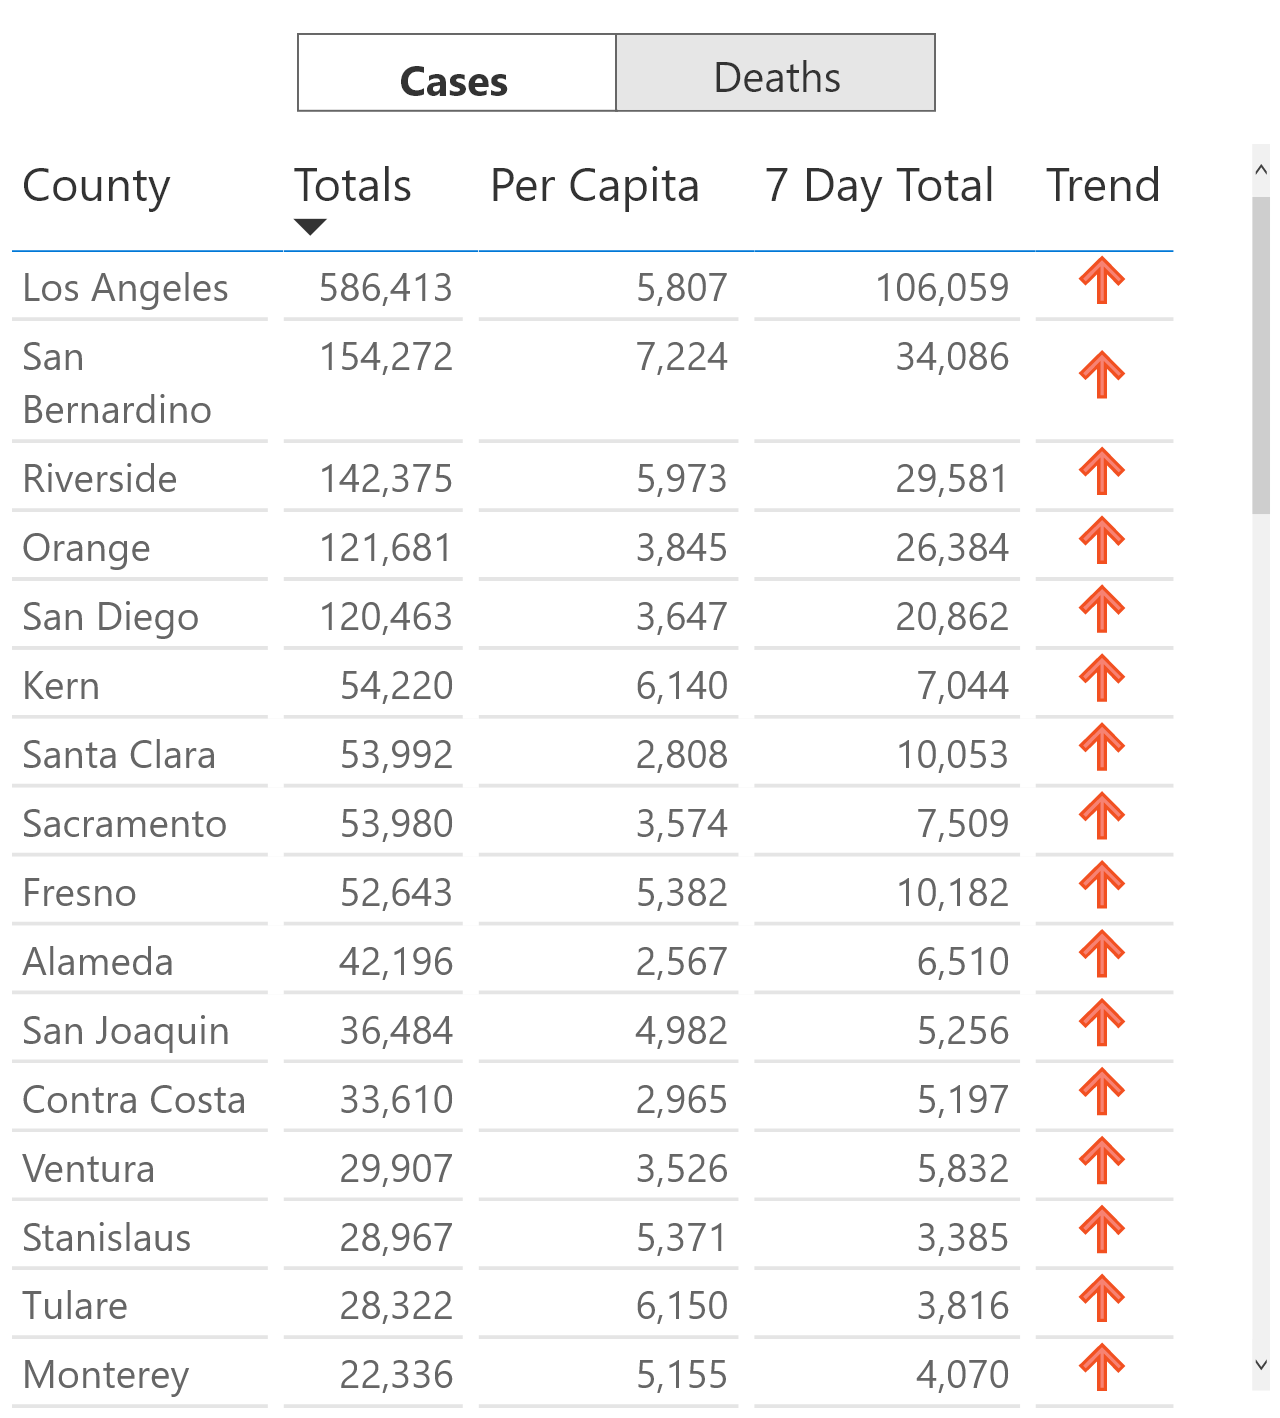 Cases Deaths
County Totals Per Capita 7 Day Total Trend
Los Angeles 586,413 5,807 106,059
San 154,272 7,224 34,086
Bernardino
Riverside 142,375 5,973 29,581
Orange 121,681 3,845 26,384
San Diego 120,463 3,647 20,862
Kern 54,220 6,140 7,044
Santa Clara 53,992 2,808 10,053
Sacramento 53,980 3,574 7,509
Fresno 52,643 5,382 10,182
Alameda 42,196 2,567 6,510
San Joaquin 36,484 4,982 5,256
Contra Costa 33,610 2,965 5,197
Ventura 29,907 3,526 5,832
Stanislaus 28,967 5,371 3,385
Tulare 28,322 6,150 3,816
Monterey 22,336 5,155 4,070